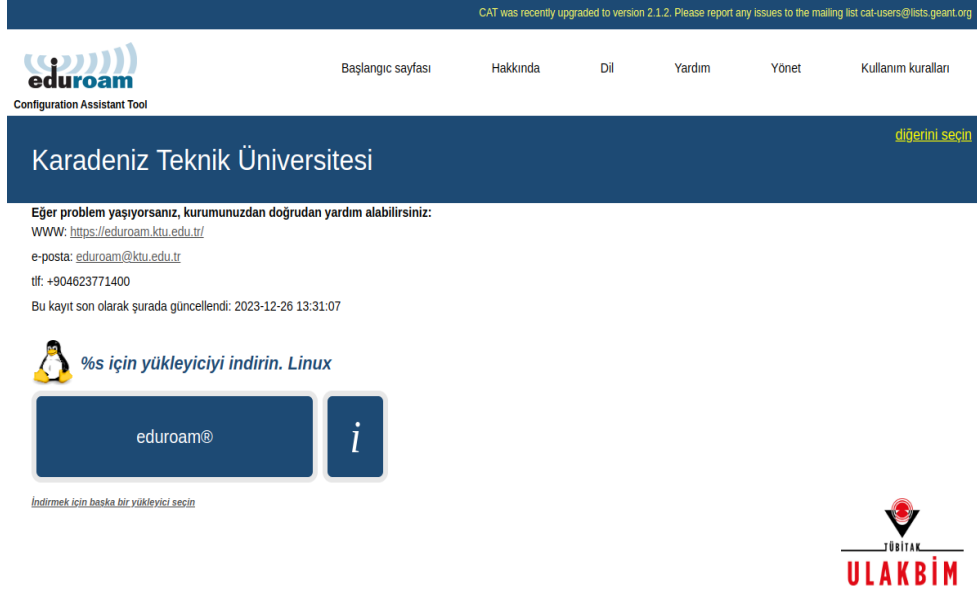 CAT was recently upgraded to version 2.1.2. Please report any issues to the mailing list cat-users@lists.geant.org
eduroam
Configuration Assistant Tool
Başlangıc sayfası Hakkında Dil Yardım Yönet Kullanım kuralları
diğerini seçin
Karadeniz Teknik Üniversitesi
Eğer problem yaşıyorsanız, kurumunuzdan doğrudan yardım alabilirsiniz:
WWW: https://eduroam.ktu.edu.tr/
e-posta: eduroam@ktu.edu.tr
tlf: +904623771400
Bu kayıt son olarak şurada güncellendi: 2023-12-26 13:31:07
%s için yükleyiciyi indirin. Linux
eduroam® i
İndirmek için başka bir yükleyici seçin
TÜBİTAK
ULAKBİM